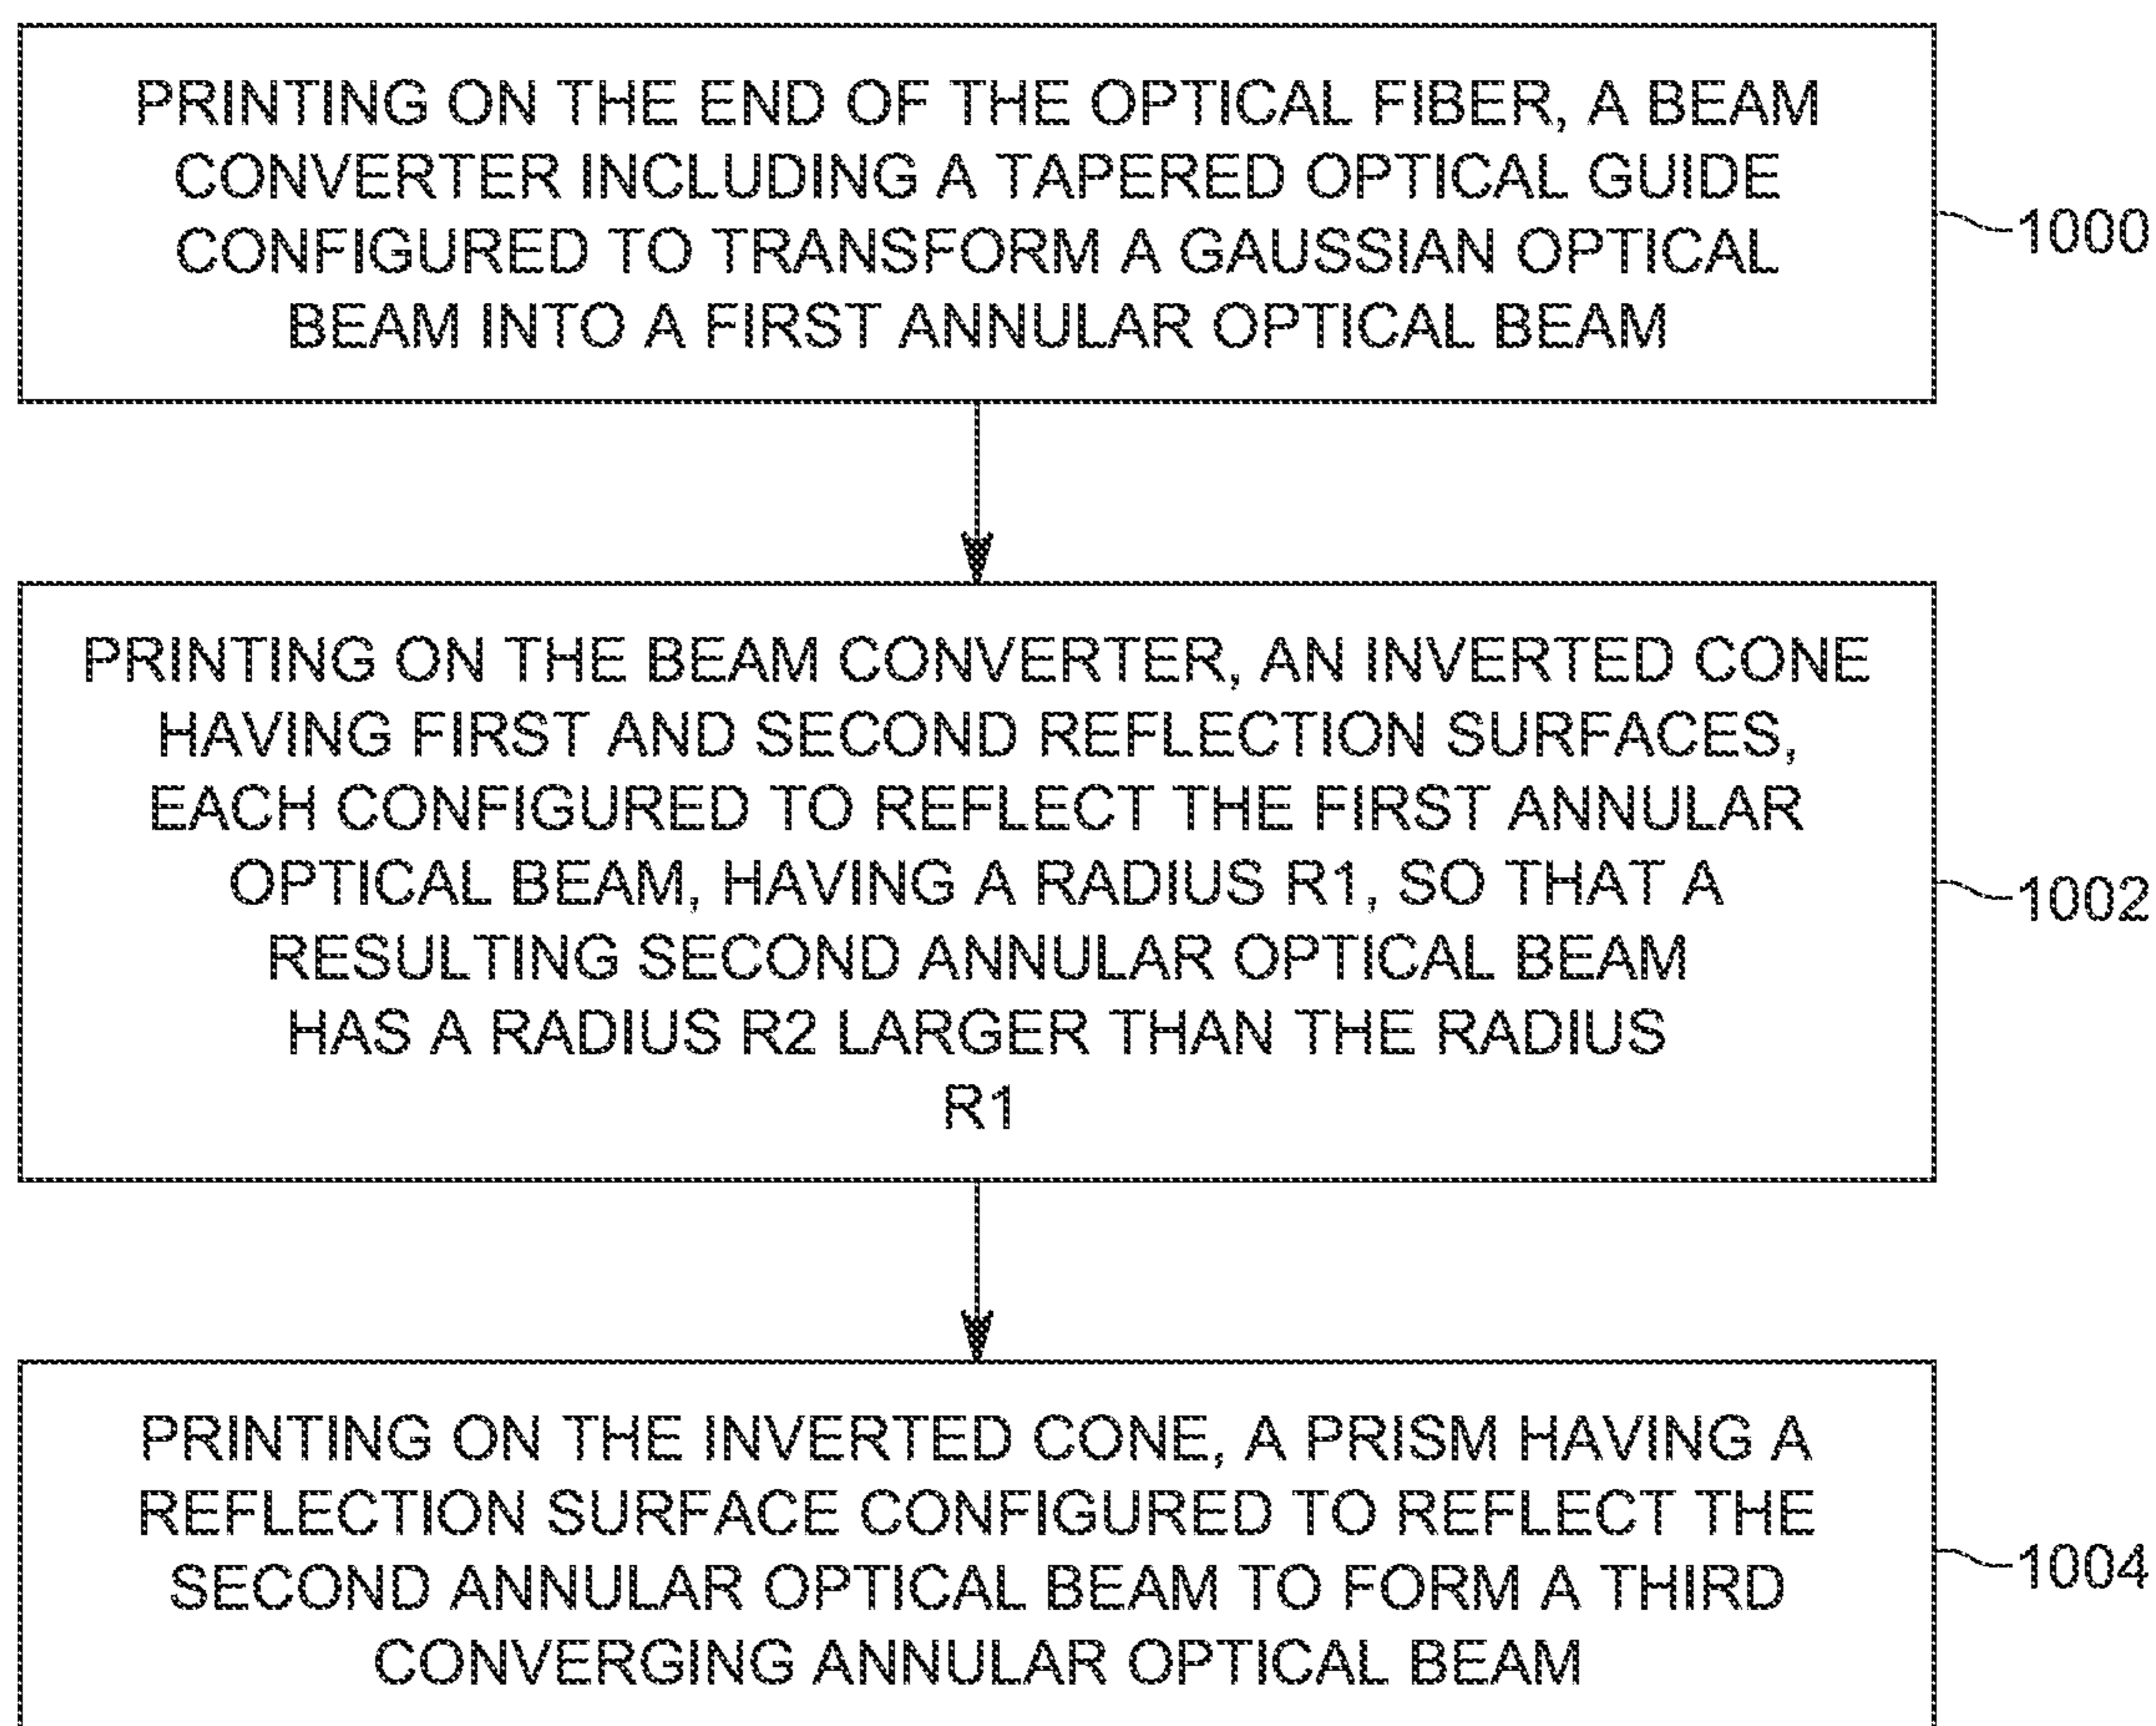 PRINTING ON THE END OF THE OPTICAL FIBER, A BEAM
CONVERTER INCLUDING A TAPERED OPTICAL GUIDE
CONFIGURED TO TRANSFORM A GAUSSIAN OPTICAL
BEAM INTO A FIRST ANNULAR OPTICAL BEAM
1000
PRINTING ON THE BEAM CONVERTER, AN INVERTED CONE
HAVING FIRST AND SECOND REFLECTION SURFACES,
EACH CONFIGURED TO REFLECT THE FIRST ANNULAR
OPTICAL BEAM, HAVING A RADIUS R1, SO THAT A
RESULTING SECOND ANNULAR OPTICAL BEAM
HAS A RADIUS R2 LARGER THAN THE RADIUS
R1
1002
PRINTING ON THE INVERTED CONE, A PRISM HAVING A
REFLECTION SURFACE CONFIGURED TO REFLECT THE
SECOND ANNULAR OPTICAL BEAM TO FORM A THIRD
CONVERGING ANNULAR OPTICAL BEAM
1004